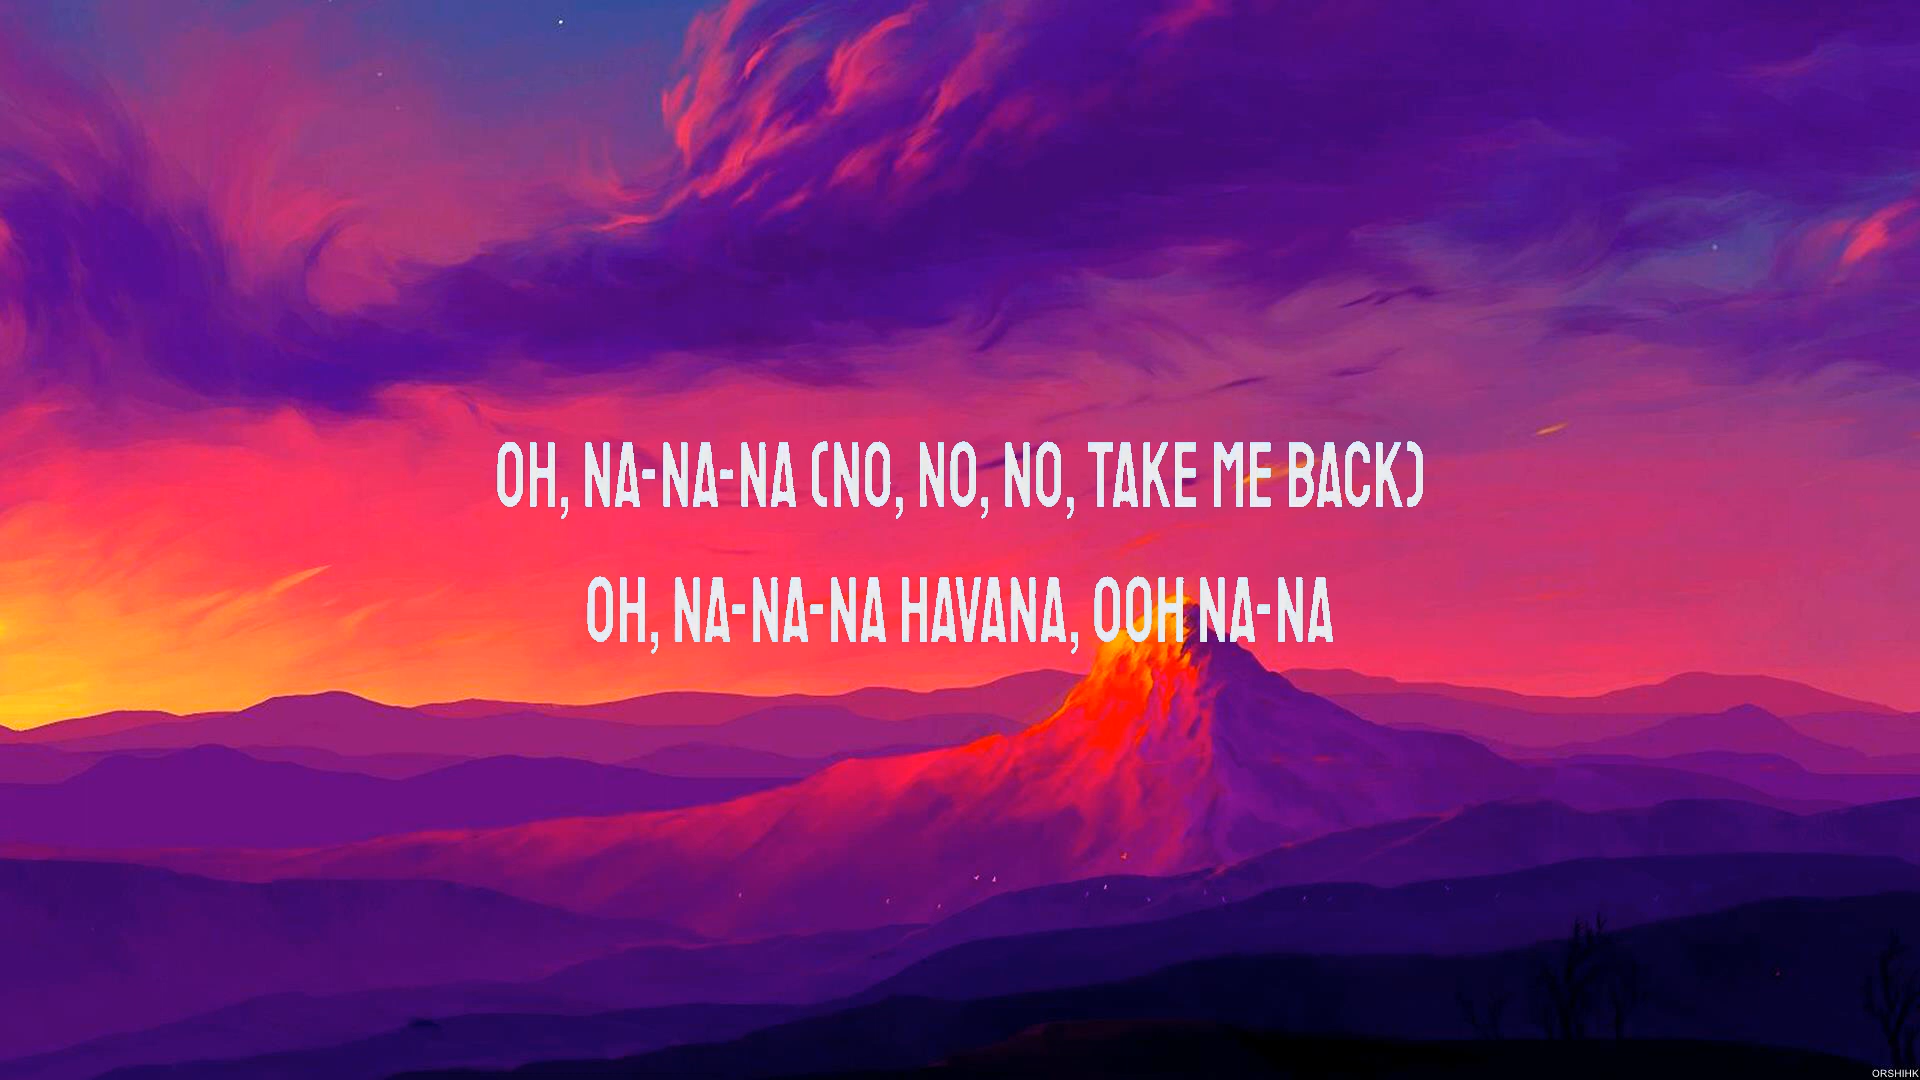 OH, NA-NA-NA (NO, NO, NO, TAKE ME BACK)
OH, NA-NA-NA HAVANA, OOH NA-NA
ORSHIHK